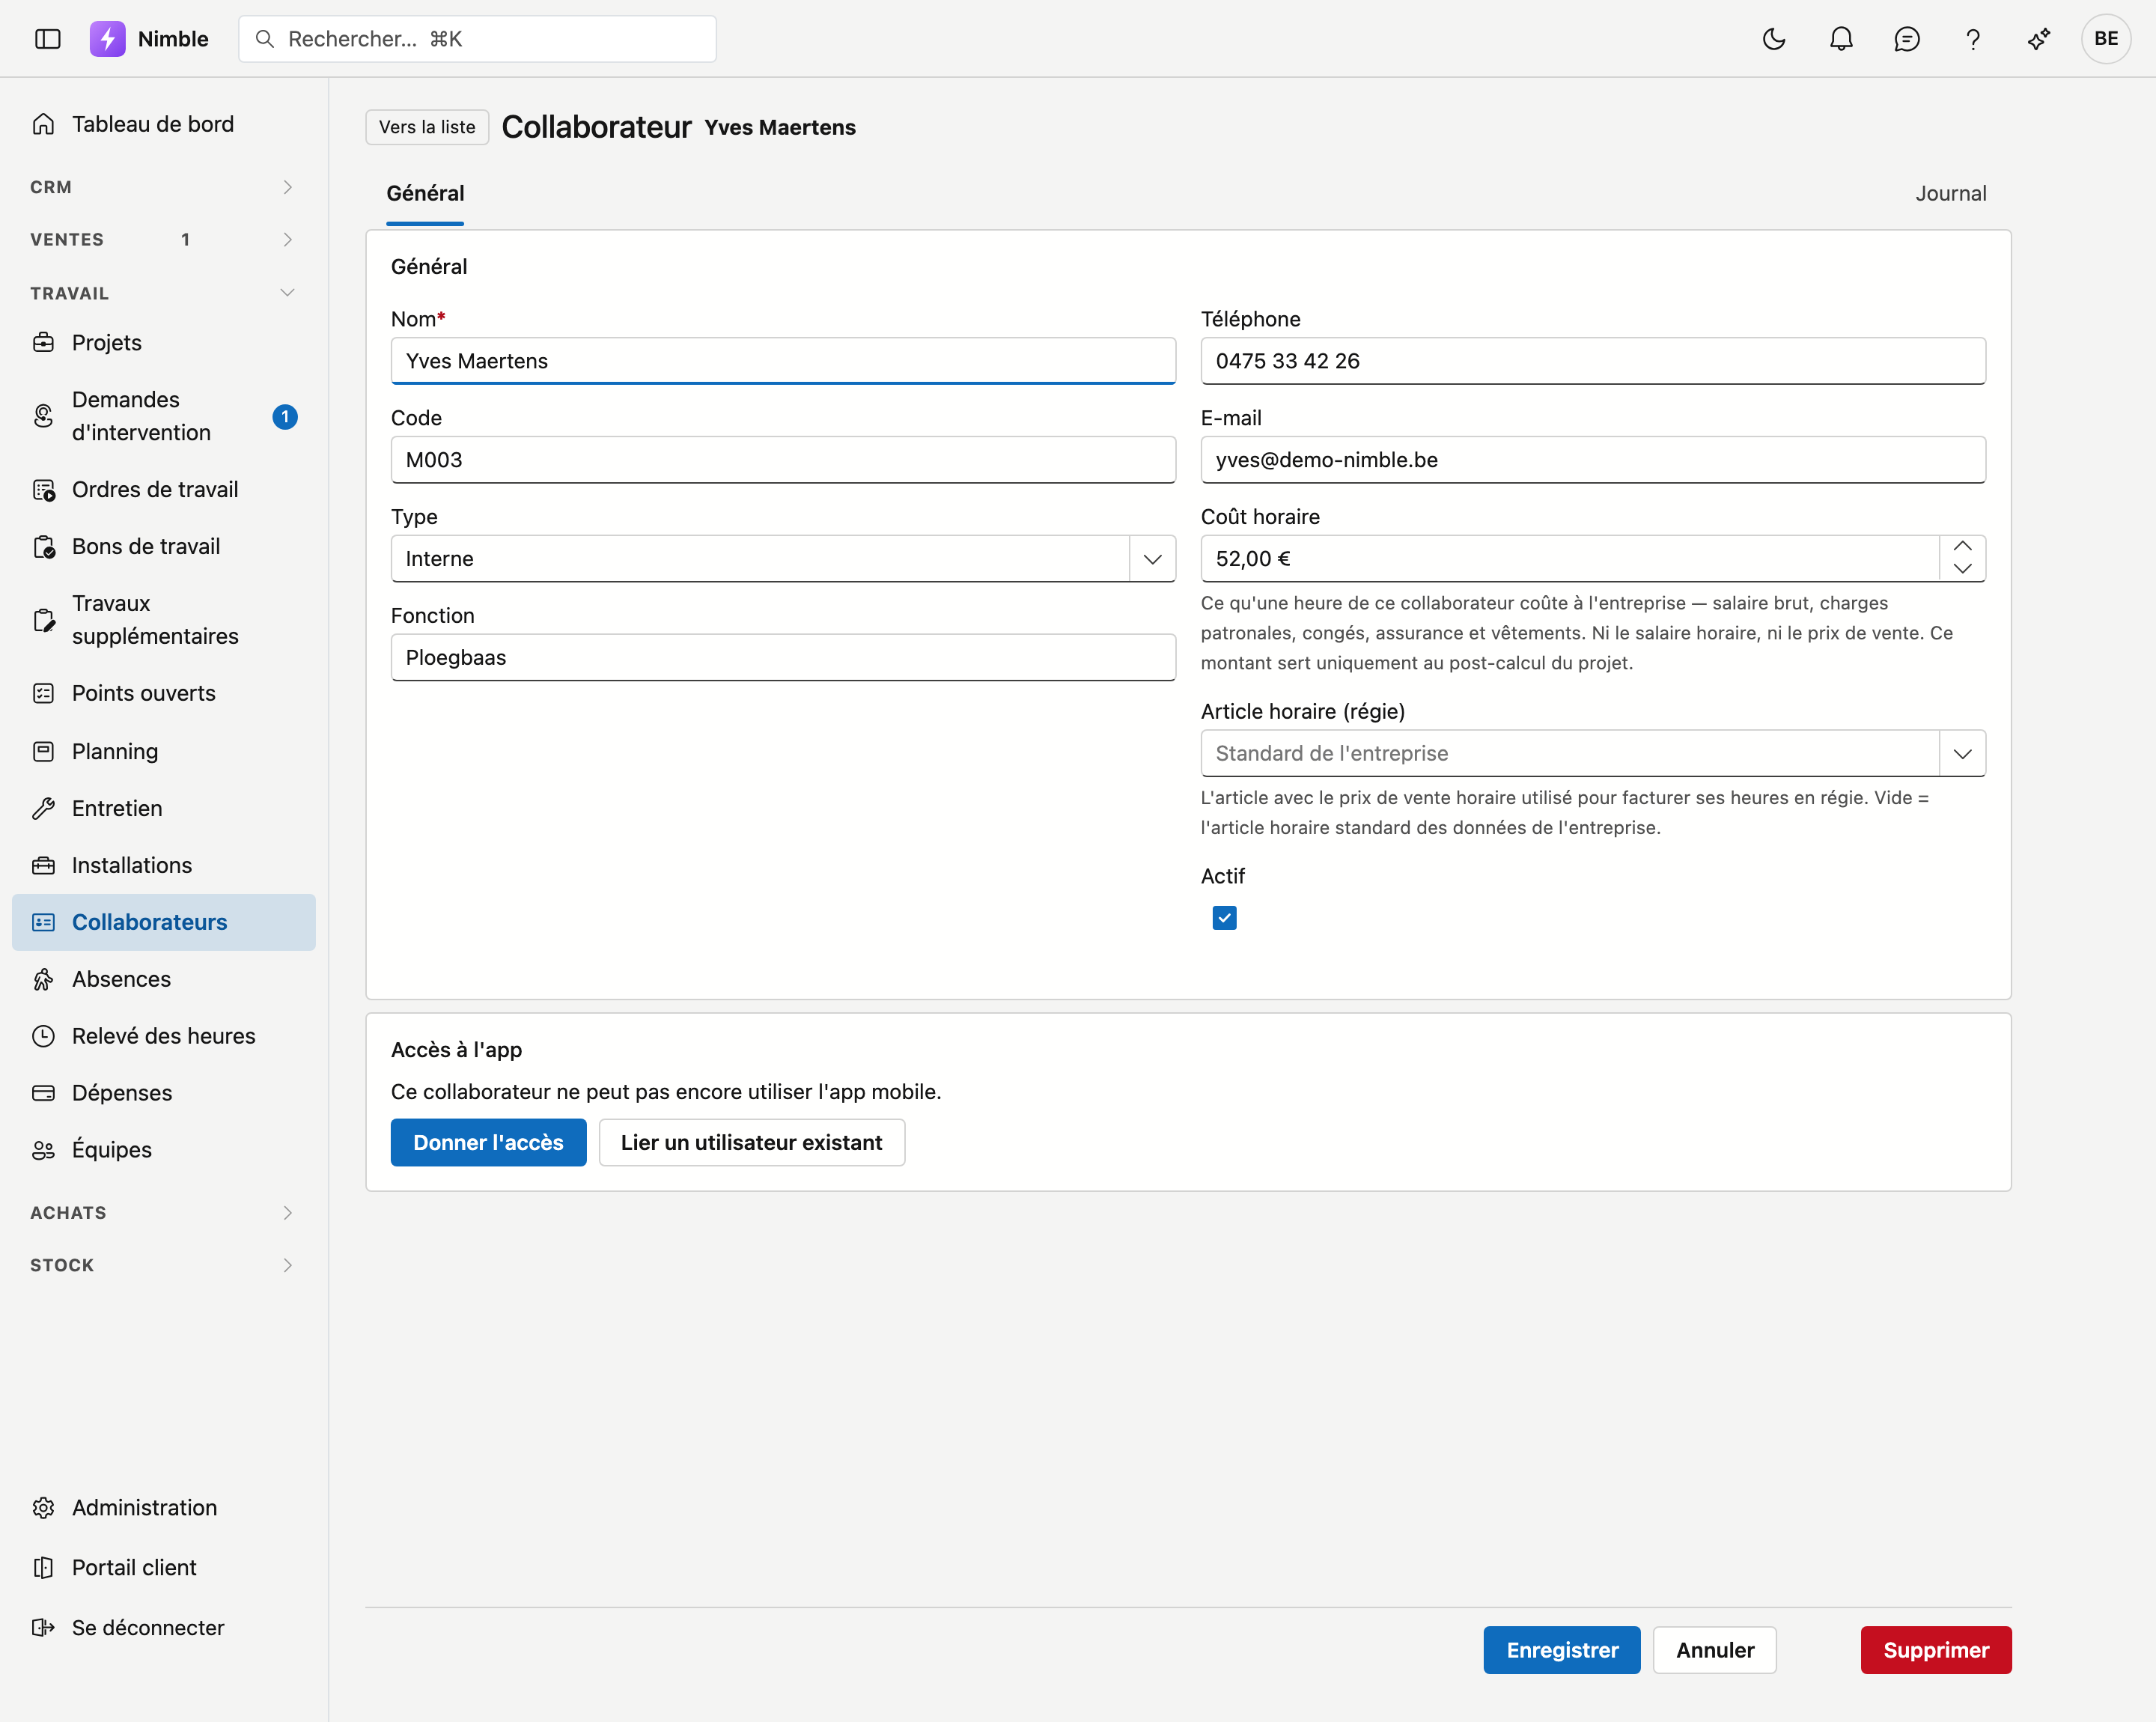 Nimble
Rechercher... ⌘K
BE
Tableau de bord
CRM
VENTES 1
TRAVAIL
Projets
Demandes
d'intervention
1
Ordres de travail
Bons de travail
Travaux
supplémentaires
Points ouverts
Planning
Entretien
Installations
Collaborateurs
Absences
Relevé des heures
Dépenses
Équipes
ACHATS
STOCK
Administration
Portail client
Se déconnecter
Vers la liste
Collaborateur Yves Maertens
Général
Journal
Général
Nom*
Yves Maertens
Code
M003
Type
Interne
Fonction
Ploegbaas
Téléphone
0475 33 42 26
E-mail
yves@demo-nimble.be
Coût horaire
52,00 €
Ce qu'une heure de ce collaborateur coûte à l'entreprise — salaire brut, charges
patronales, congés, assurance et vêtements. Ni le salaire horaire, ni le prix de vente. Ce
montant sert uniquement au post-calcul du projet.
Article horaire (régie)
Standard de l'entreprise
L'article avec le prix de vente horaire utilisé pour facturer ses heures en régie. Vide =
l'article horaire standard des données de l'entreprise.
Actif
Accès à l'app
Ce collaborateur ne peut pas encore utiliser l'app mobile.
Donner l'accès
Lier un utilisateur existant
Enregistrer
Annuler
Supprimer